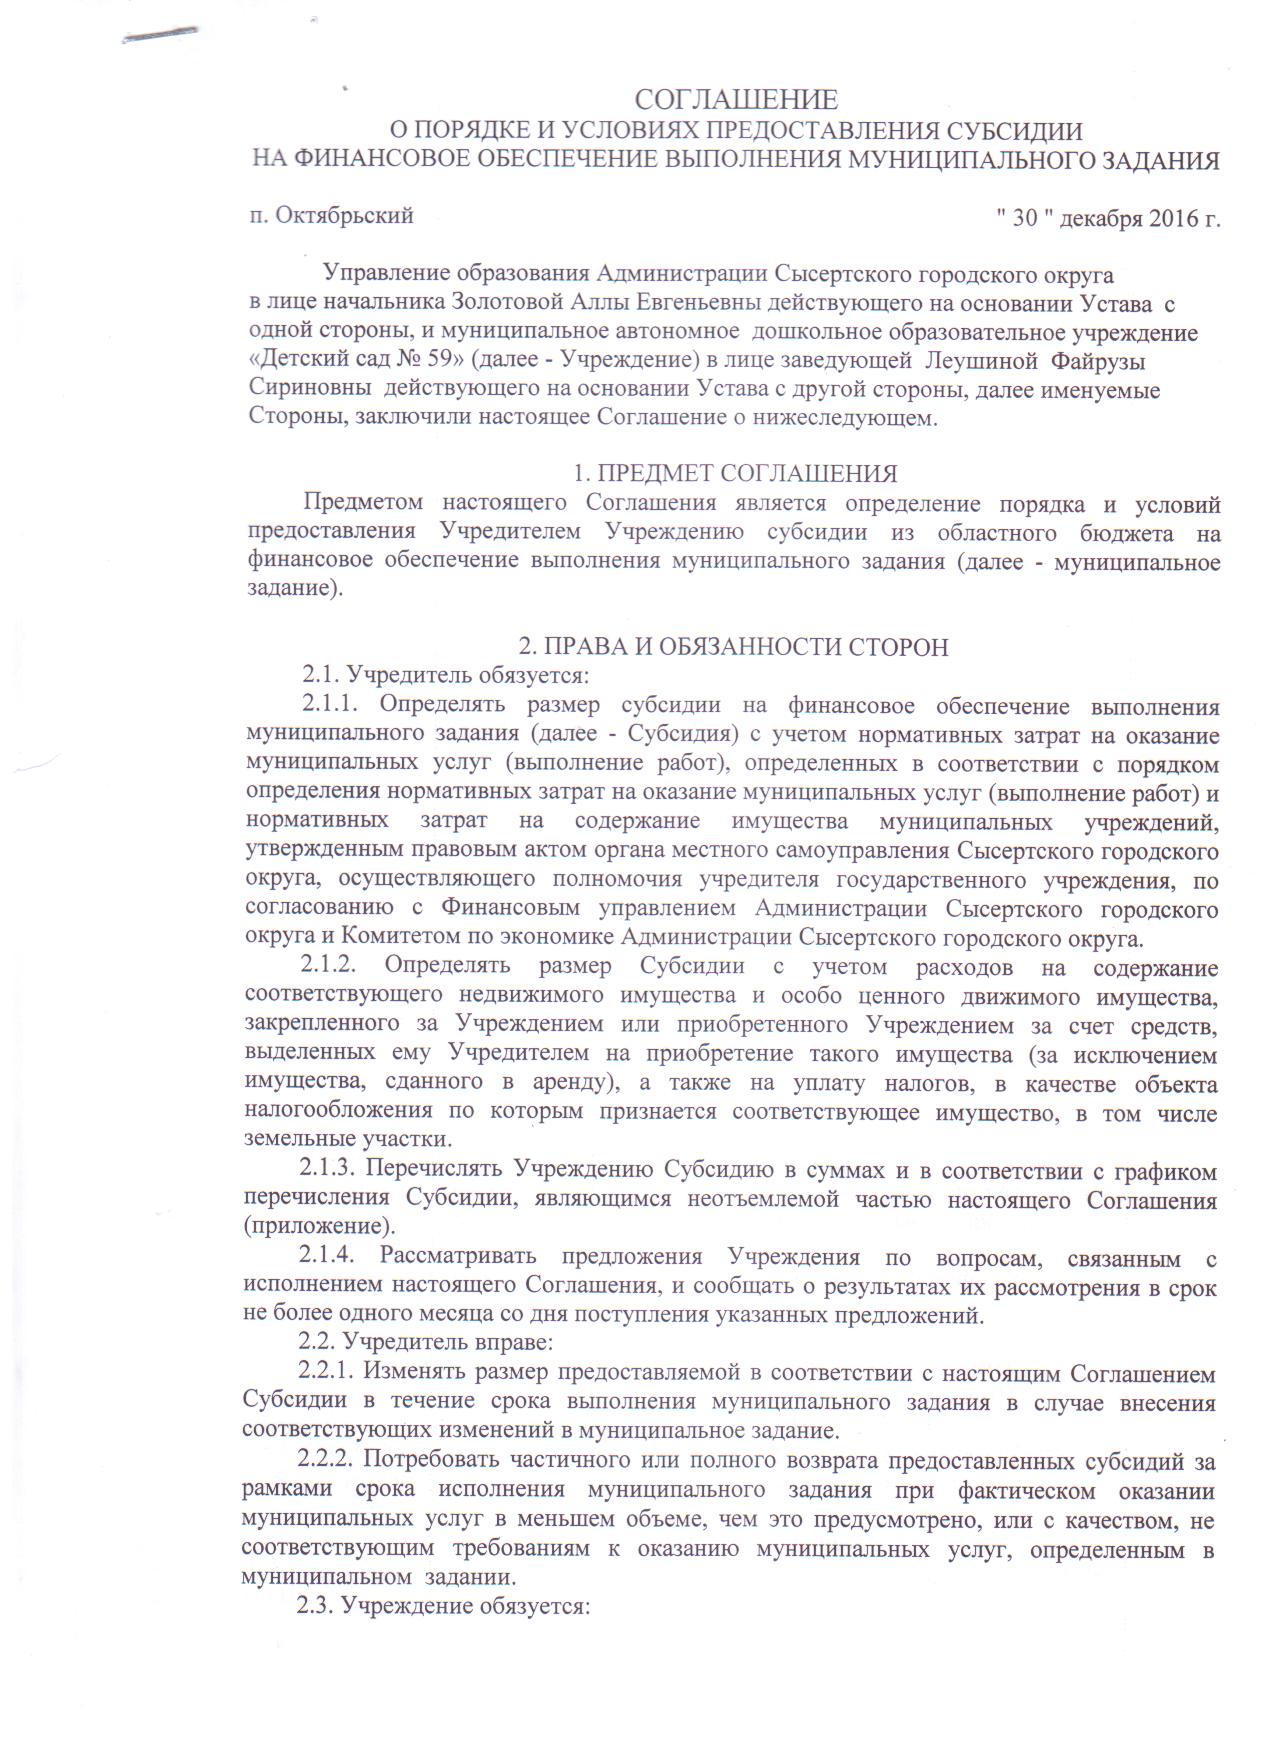 СОГЛАШЕНИЕ
О ПОРЯДКЕ И УСЛОВИЯХ ПРЕДОСТАВЛЕНИЯ СУБСИДИИ
НА ФИНАНСОВОЕ ОБЕСПЕЧЕНИЕ ВЫПОЛНЕНИЯ МУНИЦИПАЛЬНОГО ЗАДАНИЯ
п. Октябрьский " 30 " декабря 2016 г.
Управление образования Администрации Сысертского городского округа
в лице начальника Золотовой Аллы Евгеньевны действующего на основании Устава с
одной стороны, и муниципальное автономное дошкольное образовательное учреждение
«Детский сад № 59» (далее - Учреждение) в лице заведующей Леушиной Файрузы
Сириновны действующего на основании Устава с другой стороны, далее именуемые
Стороны, заключили настоящее Соглашение о нижеследующем.
1. ПРЕДМЕТ СОГЛАШЕНИЯ
Предметом настоящего Соглашения является определение порядка и условий
предоставления Учредителем Учреждению субсидии из областного бюджета на
финансовое обеспечение выполнения муниципального задания (далее - муниципальное
задание).
2. ПРАВА И ОБЯЗАННОСТИ СТОРОН
2.1. Учредитель обязуется:
2.1.1. Определять размер субсидии на финансовое обеспечение выполнения
муниципального задания (далее - Субсидия) с учетом нормативных затрат на оказание
муниципальных услуг (выполнение работ), определенных в соответствии с порядком
определения нормативных затрат на оказание муниципальных услуг (выполнение работ) и
нормативных затрат на содержание имущества муниципальных учреждений,
утвержденным правовым актом органа местного самоуправления Сысертского городского
округа, осуществляющего полномочия учредителя государственного учреждения, по
согласованию с Финансовым управлением Администрации Сысертского городского
округа и Комитетом по экономике Администрации Сысертского городского округа.
2.1.2. Определять размер Субсидии с учетом расходов на содержание
соответствующего недвижимого имущества и особо ценного движимого имущества,
закрепленного за Учреждением или приобретенного Учреждением за счет средств,
выделенных ему Учредителем на приобретение такого имущества (за исключением
имущества, сданного в аренду), а также на уплату налогов, в качестве объекта
налогообложения по которым признается соответствующее имущество, в том числе
земельные участки.
2.1.3. Перечислять Учреждению Субсидию в суммах и в соответствии с графиком
перечисления Субсидии, являющимся неотъемлемой частью настоящего Соглашения
(приложение).
2.1.4. Рассматривать предложения Учреждения по вопросам, связанным с
исполнением настоящего Соглашения, и сообщать о результатах их рассмотрения в срок
не более одного месяца со дня поступления указанных предложений.
2.2. Учредитель вправе:
2.2.1. Изменять размер предоставляемой в соответствии с настоящим Соглашением
Субсидии в течение срока выполнения муниципального задания в случае внесения
соответствующих изменений в муниципальное задание.
2.2.2. Потребовать частичного или полного возврата предоставленных субсидий за
рамками срока исполнения муниципального задания при фактическом оказании
муниципальных услуг в меньшем объеме, чем это предусмотрено, или с качеством, не
соответствующим требованиям к оказанию муниципальных услуг, определенным в
муниципальном задании.
2.3. Учреждение обязуется: